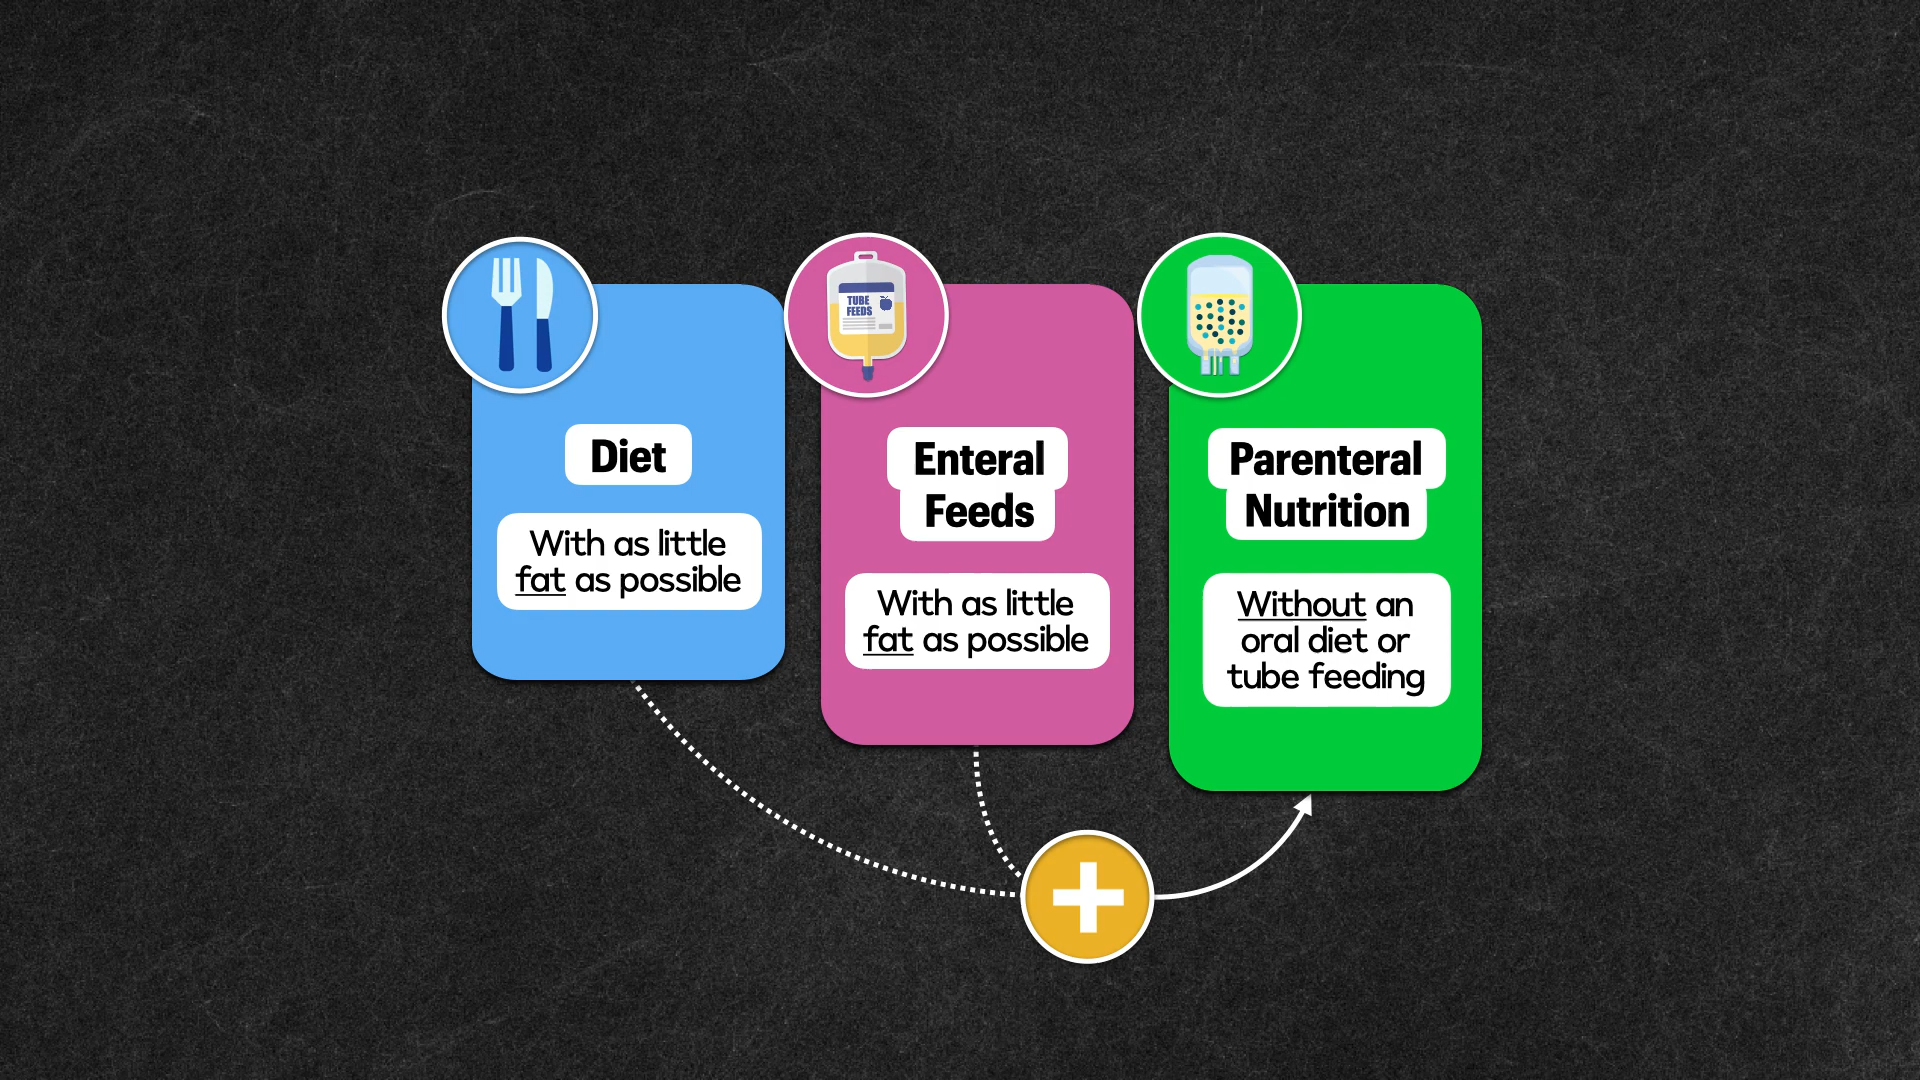 TUBE
FEEDS
Diet
With as little
fat as possible
Enteral
Feeds
With as little
fat as possible
Parenteral
Nutrition
Without an
oral diet or
tube feeding